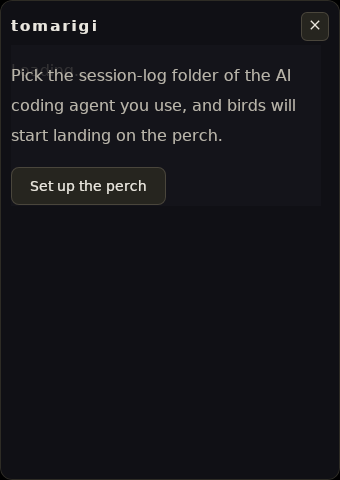 tomarigi
×
Loading
Pick the session-log folder of the AI
coding agent you use, and birds will
start landing on the perch.
Set up the perch